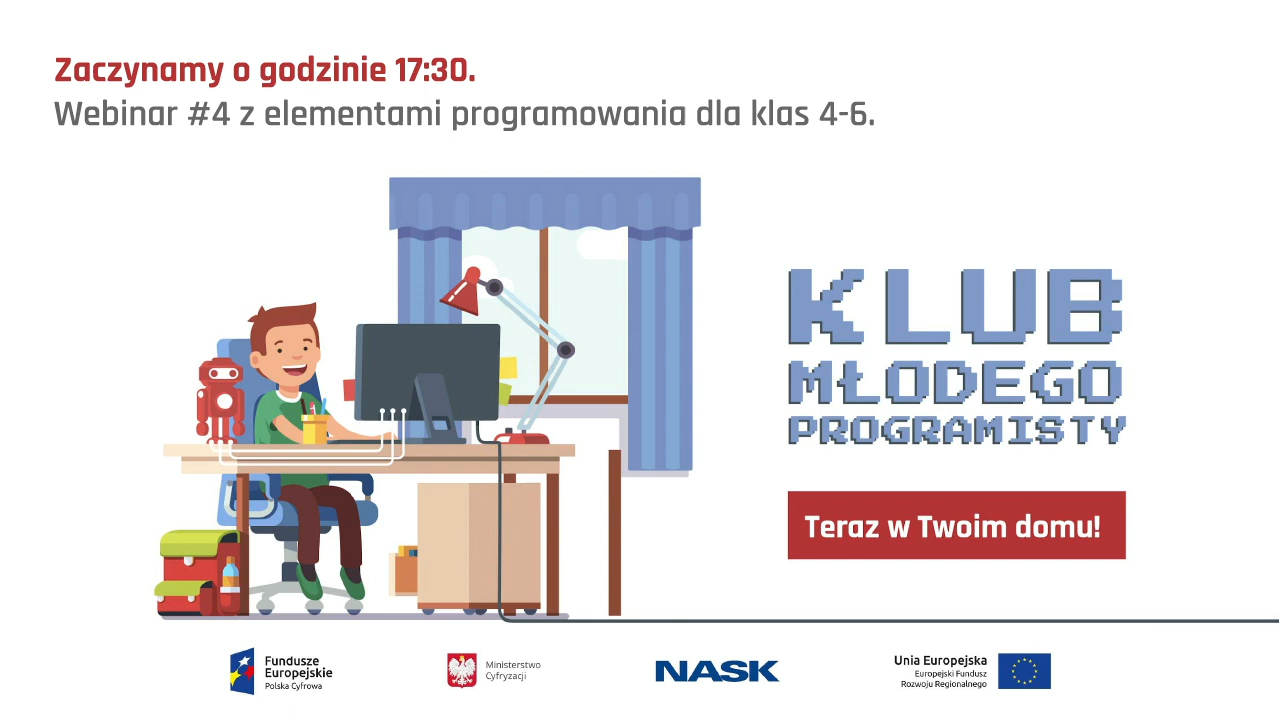 Zaczynamy o godzinie 17:30.
Webinar #4 z elementami programowania dla klas 4-6.
KLUB
MŁODEGO
PROGRAMISTY
Teraz w Twoim domu!
Fundusze
Europejskie
Polska Cyfrowa
Ministerstwo
Cyfryzacji
NASK
Unia Europejska
Europejski Fundusz
Rozwoju Regionalnego